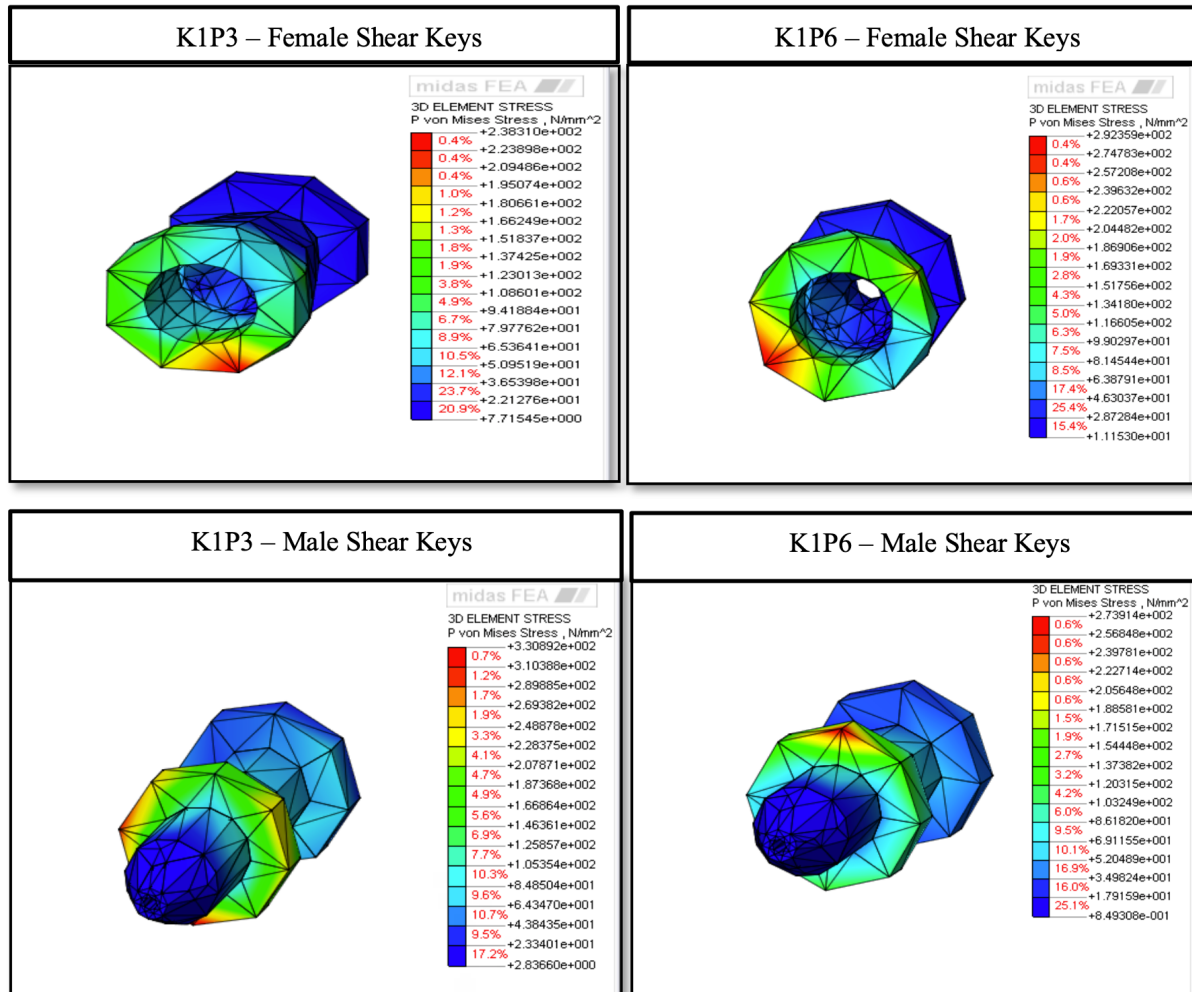 K1P3 – Female Shear Keys
midas FEA
3D ELEMENT STRESS
P von Mises Stress , N/mm^2
+2.38310e+002
0.4%
+2.23898e+002
0.4%
+2.09486e+002
0.4%
+1.95074e+002
1.0%
+1.80661e+002
1.2%
+1.66249e+002
1.3%
+1.51837e+002
1.8%
+1.37425e+002
1.9%
+1.23013e+002
3.8%
+1.08601e+002
4.9%
+9.41884e+001
6.7%
+7.97762e+001
8.9%
+6.53641e+001
10.5%
+5.09519e+001
12.1%
+3.65398e+001
23.7%
+2.21276e+001
20.9%
+7.71545e+000
K1P6 – Female Shear Keys
midas FEA
3D ELEMENT STRESS
P von Mises Stress , N/mm^2
+2.92359e+002
0.4%
+2.74783e+002
0.4%
+2.57208e+002
0.6%
+2.39632e+002
0.6%
+2.22057e+002
1.7%
+2.04482e+002
2.0%
+1.86906e+002
1.9%
+1.69331e+002
2.8%
+1.51756e+002
4.3%
+1.34180e+002
5.0%
+1.16605e+002
6.3%
+9.90297e+001
7.5%
+8.14544e+001
8.5%
+6.38791e+001
17.4%
+4.63037e+001
25.4%
+2.87284e+001
15.4%
+1.11530e+001
K1P3 – Male Shear Keys
midas FEA
3D ELEMENT STRESS
P von Mises Stress , N/mm^2
+3.30892e+002
0.7%
+3.10388e+002
1.2%
+2.89885e+002
1.7%
+2.69382e+002
1.9%
+2.48878e+002
3.3%
+2.28375e+002
4.1%
+2.07871e+002
4.7%
+1.87368e+002
4.9%
+1.66864e+002
5.6%
+1.46361e+002
6.9%
+1.25857e+002
7.7%
+1.05354e+002
10.3%
+8.48504e+001
9.6%
+6.43470e+001
10.7%
+4.38435e+001
9.5%
+2.33401e+001
17.2%
+2.83660e+000
K1P6 – Male Shear Keys
3D ELEMENT STRESS
P von Mises Stress , N/mm^2
+2.73914e+002
0.6%
+2.56848e+002
0.6%
+2.39781e+002
0.6%
+2.22714e+002
0.6%
+2.05648e+002
0.6%
+1.88581e+002
1.5%
+1.71515e+002
1.9%
+1.54448e+002
2.7%
+1.37382e+002
3.2%
+1.20315e+002
4.2%
+1.03249e+002
6.0%
+8.61820e+001
9.5%
+6.91155e+001
10.1%
+5.20489e+001
16.9%
+3.49824e+001
16.0%
+1.79159e+001
25.1%
+8.49308e-001